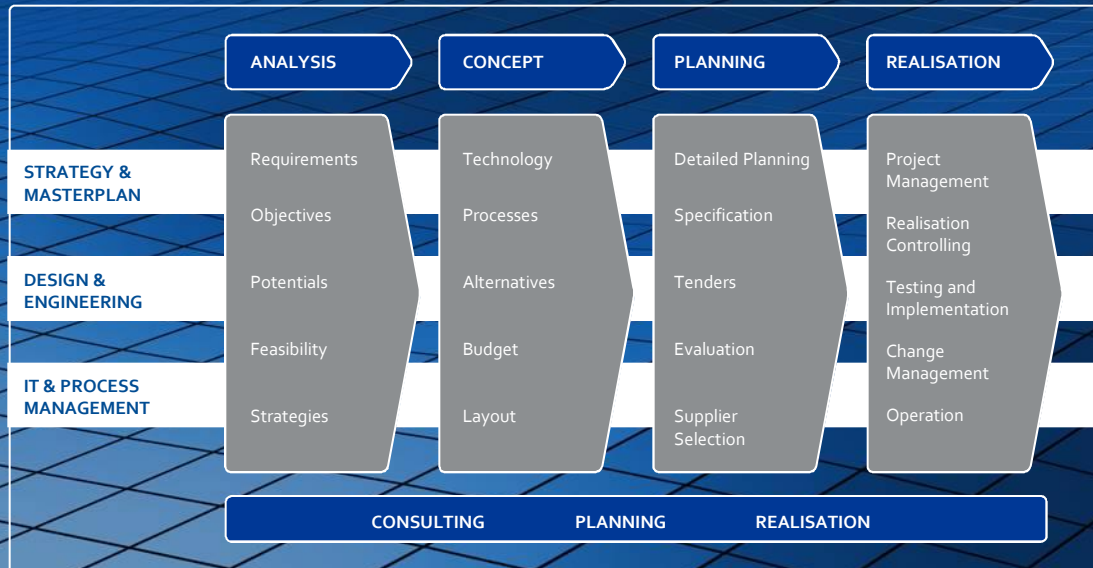 ANALYSIS
CONCEPT
PLANNING
REALISATION
STRATEGY &
MASTERPLAN
DESIGN &
ENGINEERING
IT & PROCESS
MANAGEMENT
Requirements
Objectives
Potentials
Feasibility
Strategies
Technology
Processes
Alternatives
Budget
Layout
Detailed Planning
Specification
Tenders
Evaluation
Supplier
Selection
Project
Management
Realisation
Controlling
Testing and
Implementation
Change
Management
Operation
CONSULTING
PLANNING
REALISATION